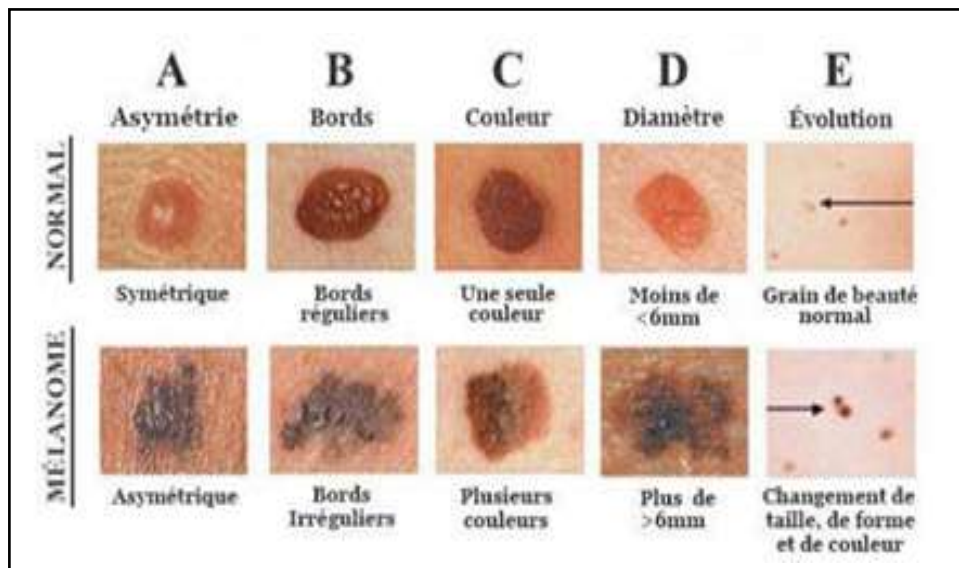 A B C D E
Asymétrie Bords Couleur Diamètre Évolution
NORMAL
Symétrique Bords Une seule Moins de Grain de beauté
réguliers couleur <6mm normal
MÉLANOME
Asymétrique Bords Plusieurs Plus de Changement de
Irréguliers couleurs >6mm taille, de forme
et de couleur